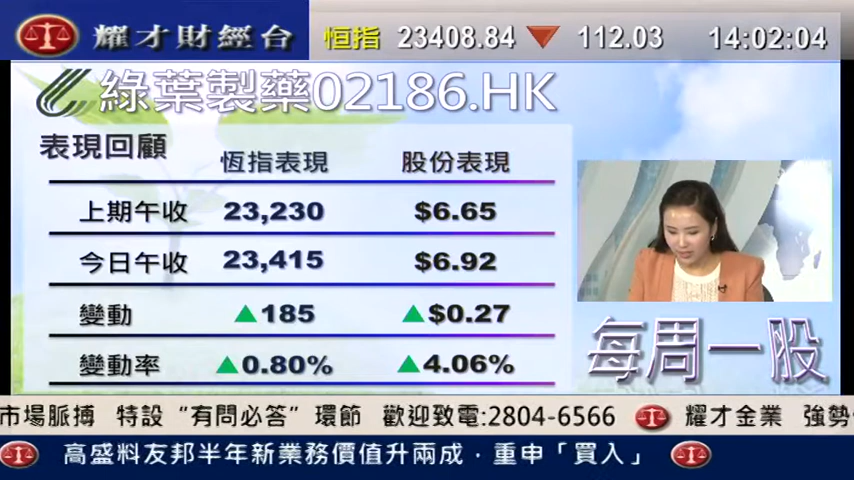 耀才財經台
恒指 23408.84 112.03 14:02:04
綠葉製藥02186.HK
表現回顧
恆指表現 股份表現
上期午收 23,230 $6.65
今日午收 23,415 $6.92
變動 ▲185 ▲$0.27
變動率 ▲0.80% ▲4.06%
每周一股
市場脈搏 特設“有問必答”環節 歡迎致電:2804-6566 耀才金業 強勢
高盛料友邦半年新業務價值升兩成．重申「買入」